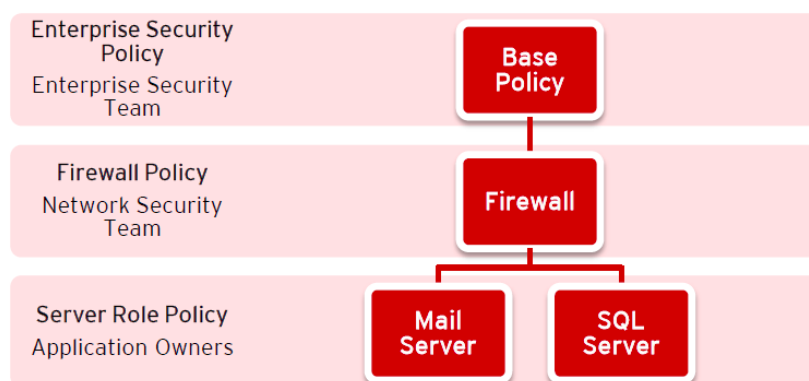 Enterprise Security
Policy
Enterprise Security
Team
Base
Policy
Firewall Policy
Network Security
Team
Firewall
Server Role Policy
Application Owners
Mail
Server
SQL
Server